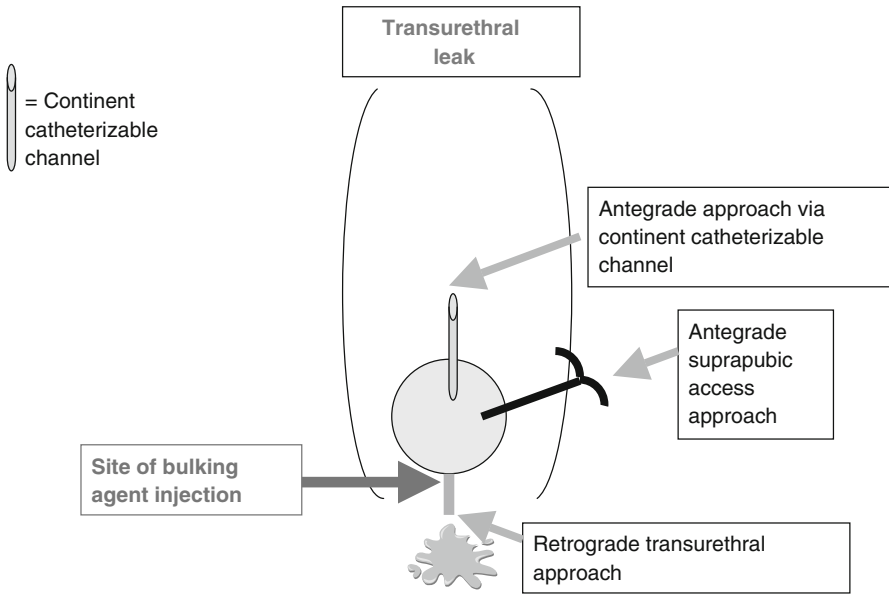 Transurethral
leak
= Continent
catheterizable
channel
Antegrade approach via
continent catheterizable
channel
Antegrade
suprapubic
access
approach
Site of bulking
agent injection
Retrograde transurethral
approach